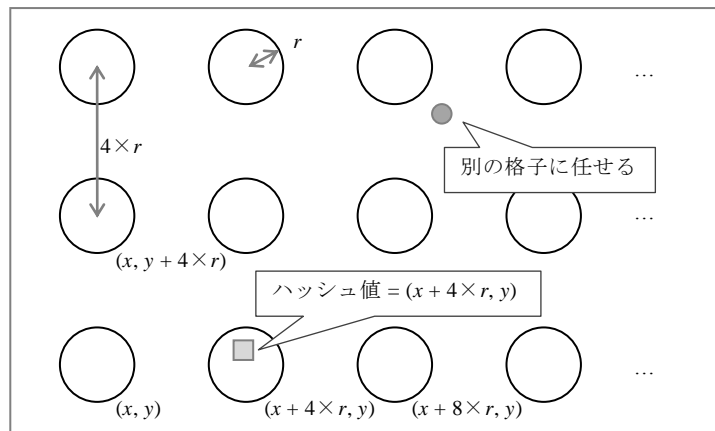 r
…
4×r
別の格子に任せる
…
(x, y + 4×r)
ハッシュ値 = (x + 4×r, y)
…
(x, y)
(x + 4×r, y)
(x + 8×r, y)